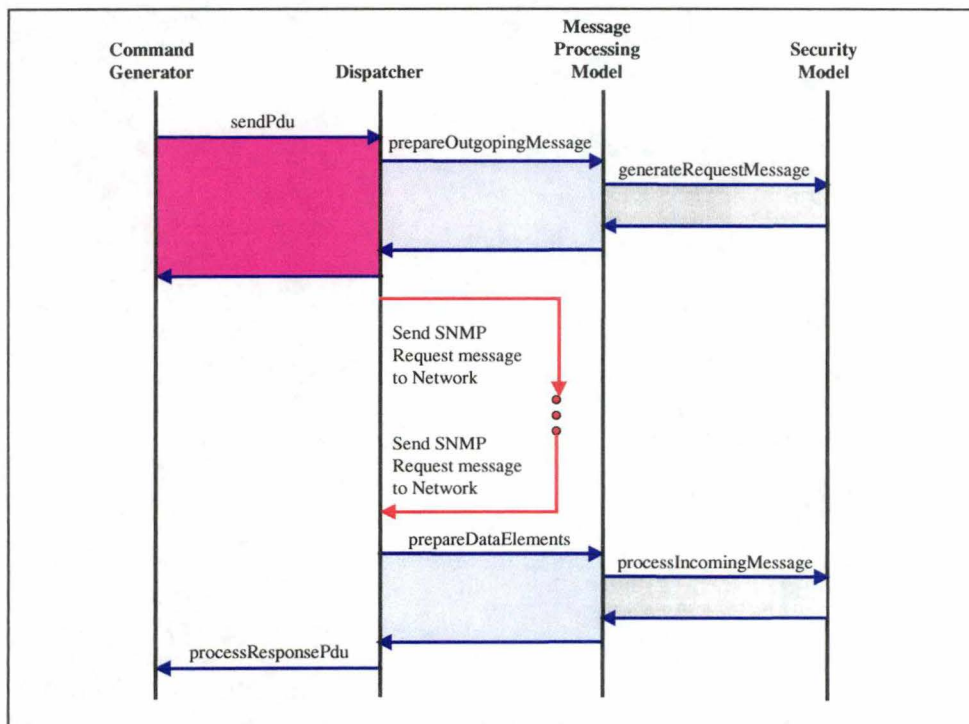 Command
Generator
Dispatcher
Message
Processing
Model
Security
Model
sendPdu
prepareOutgopingMessage
generateRequestMessage
Send SNMP
Request message
to Network
Send SNMP
Request message
to Network
prepareDataElements
processIncomingMessage
processResponsePdu